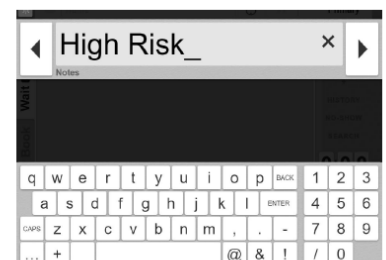 High Risk_ ×
Notes
Wait
q w e r t y u i o p BACK 1 2 3
a s d f g h j k l ENTER 4 5 6
CAPS z x c v b n m , . - 7 8 9
... + @ & ! / 0